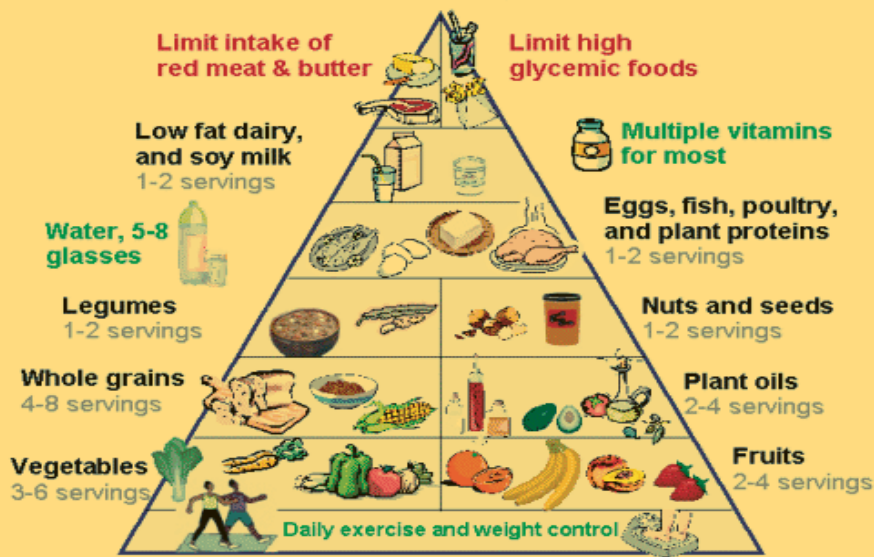 Limit intake of
red meat & butter
Limit high
glycemic foods
Low fat dairy,
and soy milk
1-2 servings
Multiple vitamins
for most
Water, 5-8
glasses
Eggs, fish, poultry,
and plant proteins
1-2 servings
Legumes
1-2 servings
Nuts and seeds
1-2 servings
Whole grains
4-8 servings
Plant oils
2-4 servings
Vegetables
3-6 servings
Fruits
2-4 servings
Daily exercise and weight control